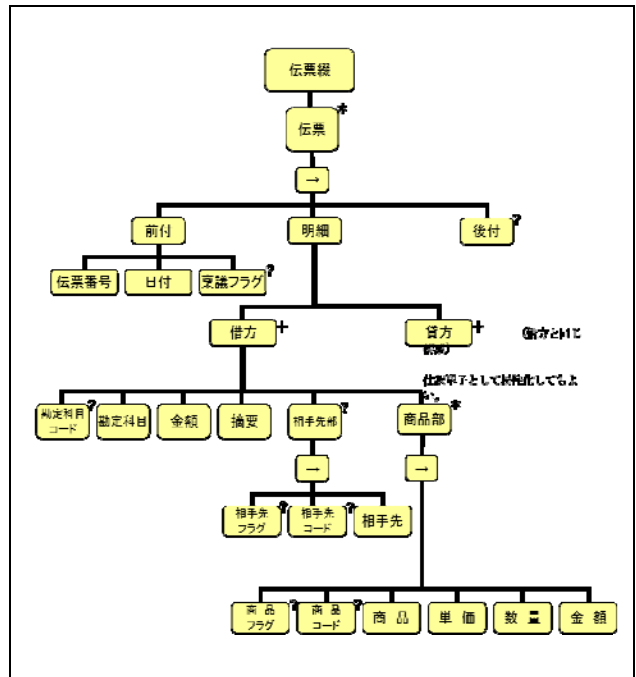 伝票綴
伝票*
→
前付 明細 後付?
伝票番号 日付 稟議フラグ?
借方+ 貸方+
勘定科目
コード? 勘定科目 金額 摘要 相手先部? 商品部*
→ →
相手先
フラグ? 相手先
コード? 相手先
商品
フラグ? 商品
コード? 商品 単価 数量 金額